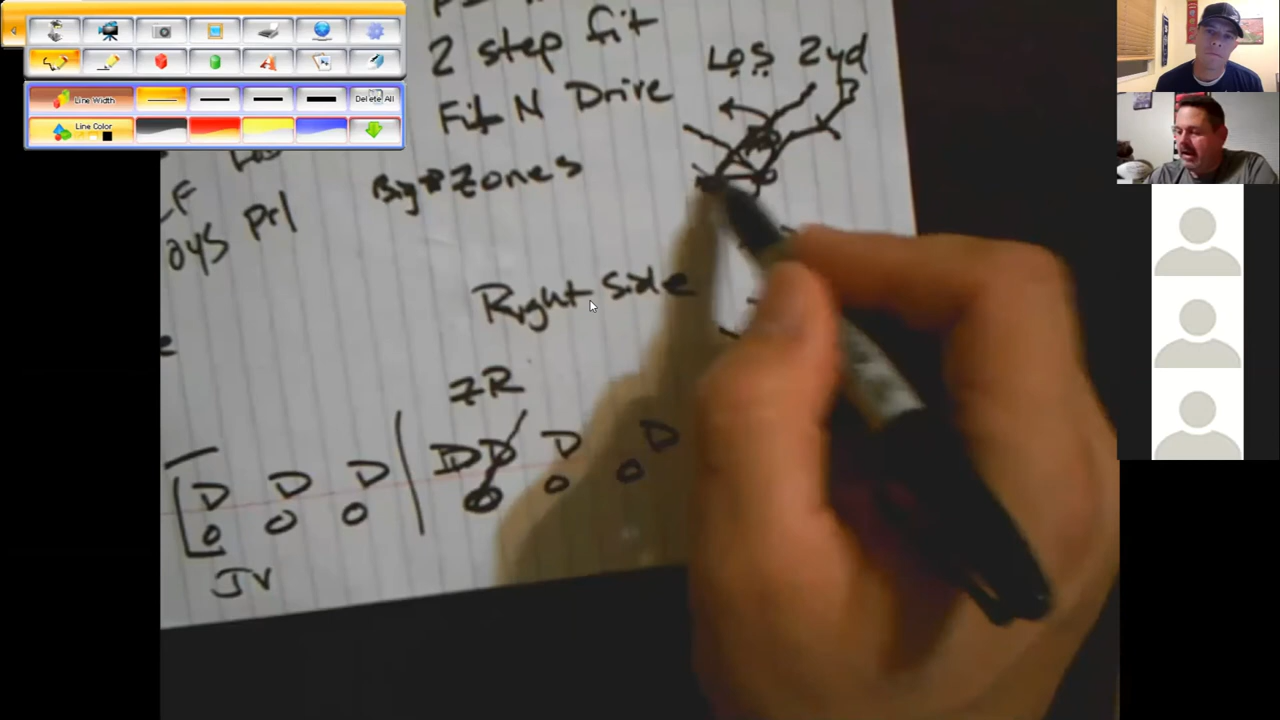 Line Width
Delete All
Line Color
2 step fit
Fit N Drive
Big Zones
LOS 2yd
B
F
Right Side
ZR
D D D
DD D D
O O O
O O O
JV